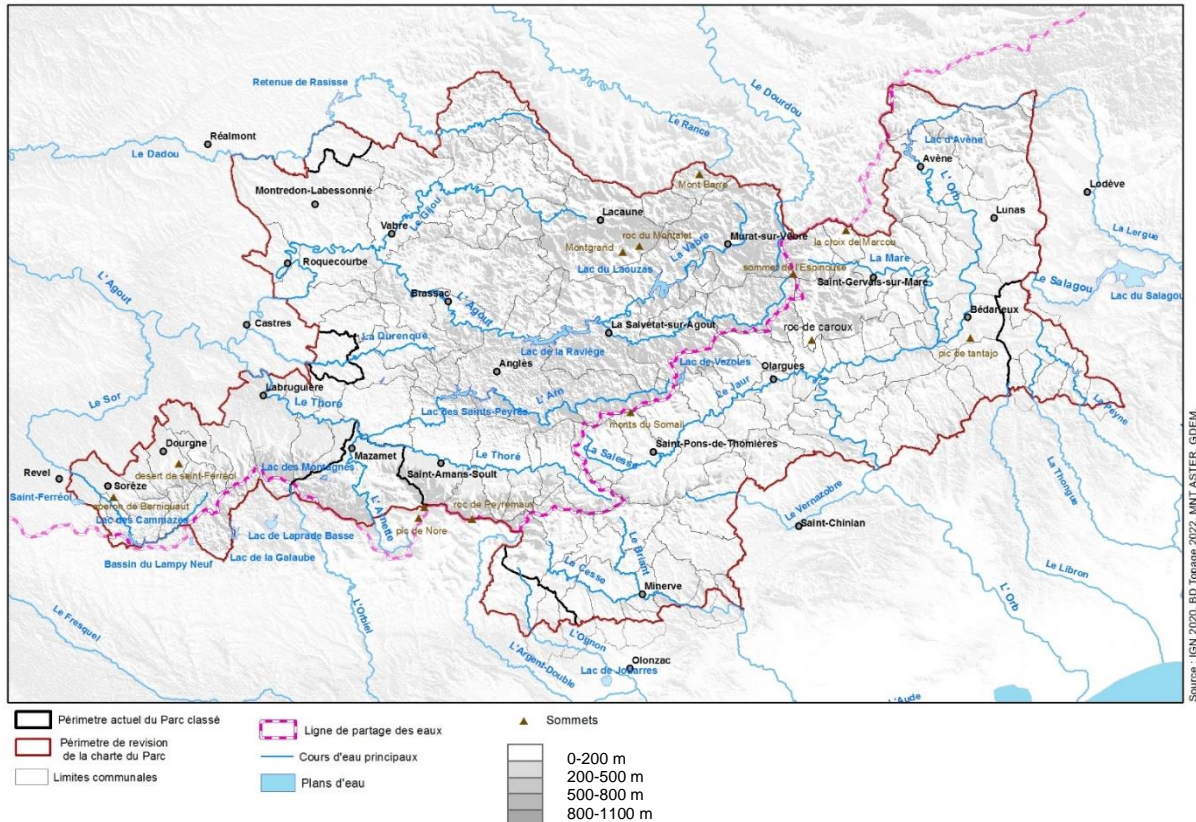 Retenue de Rasisse
Le Dourdou
Réalmont
Le Dadou
Le Rance
Lac d'Avène
Avène
L'Orb
Mont Barre
Montredon-Labessonnié
Lodève
Le Gijou
Lacaune
Lunas
Vabre
La Lergue
roc du Montalet
Montgrand
La Vèbre
Murat-sur-Vèbre
la croix de Marcou
Roquecourbe
La Mare
Lac du Laouzas
sommet de l'Espinouse
Saint-Gervais-sur-Mare
Le Salagou
Lac du Salagou
L'Agout
Brassac
L'Agout
Castres
La Durenque
La Salvetat-sur-Agout
Bédarieux
roc de caroux
pic de tantajo
Lac de la Raviège
Lac de Vezoles
Anglès
Olargues
Le Jaur
Labruguière
L'Arn
Le Sor
Le Thoré
Lac des Saints-Peyres
monts du Somail
La Peyne
Dourgne
Mazamet
Le Thoré
Saint-Pons-de-Thomières
La Salesse
desert de saint-Ferréol
Lac des Montagnès
Saint-Amans-Soult
Revel
Sorèze
La Thongue
Saint-Ferréol
éperon de Berniquaut
L'Arnette
roc de Peyremaux
Le Vernazobre
Lac des Cammazes
pic de Nore
Saint-Chinian
Lac de Laprade Basse
Le Briant
Bassin du Lampy Neuf
Lac de la Galaube
La Cesse
Le Libron
Minerve
L'Orb
Le Fresquel
L'Orbiel
L'Ognon
L'Argent-Double
Olonzac
Lac de Jouarres
L'Aude
Source : IGN 2020, BD Topage 2022, MNT ASTER, GDEM
Périmetre actuel du Parc classé
Périmetre de revision
de la charte du Parc
Limites communales
Ligne de partage des eaux
Cours d'eau principaux
Plans d'eau
Sommets
0-200 m
200-500 m
500-800 m
800-1100 m